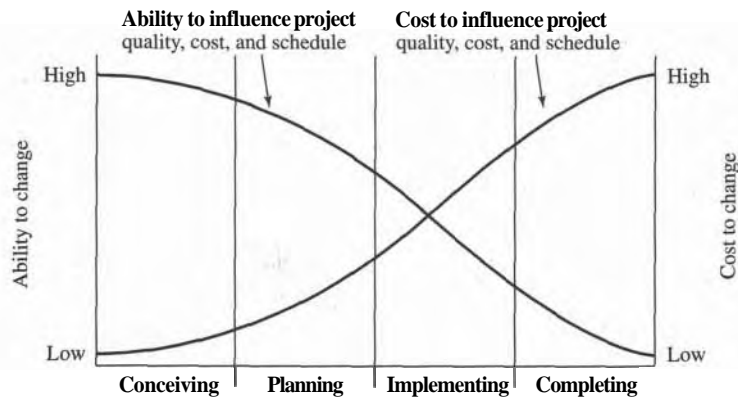 Ability to influence project
quality, cost, and schedule
Cost to influence project
quality, cost, and schedule
High
High
Ability to change
Cost to change
Low
Low
Conceiving
Planning
Implementing
Completing